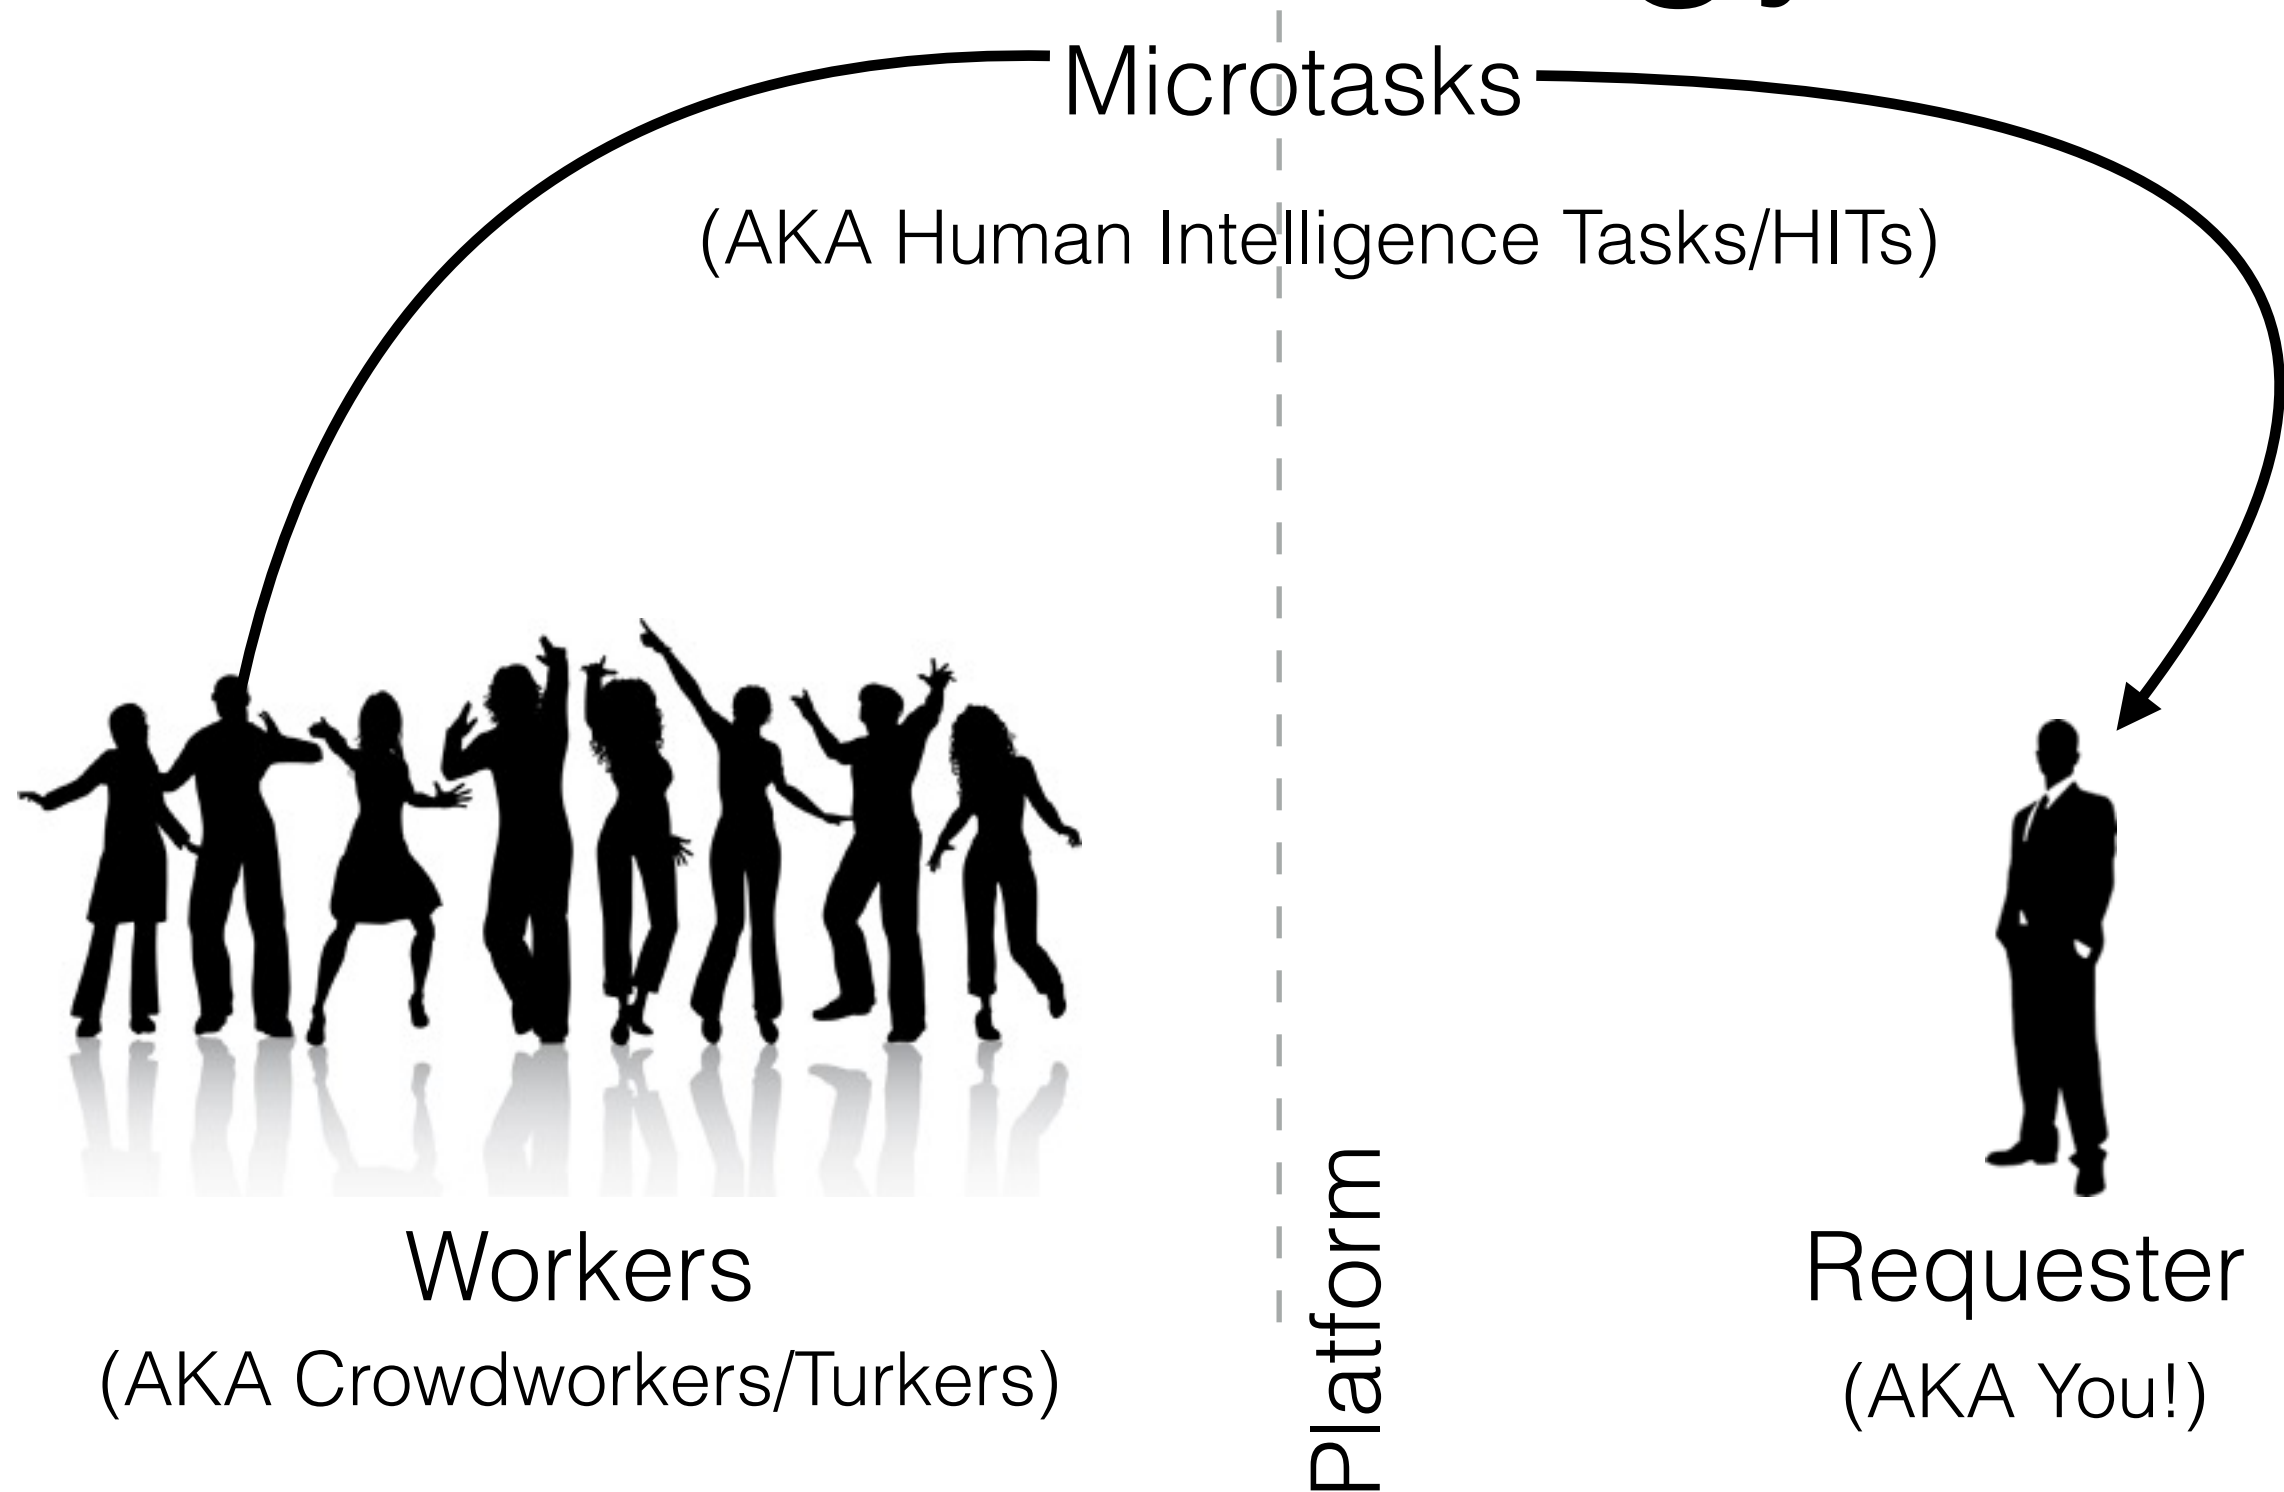 Microtasks
(AKA Human Intelligence Tasks/HITs)
Platform
Workers
(AKA Crowdworkers/Turkers)
Requester
(AKA You!)